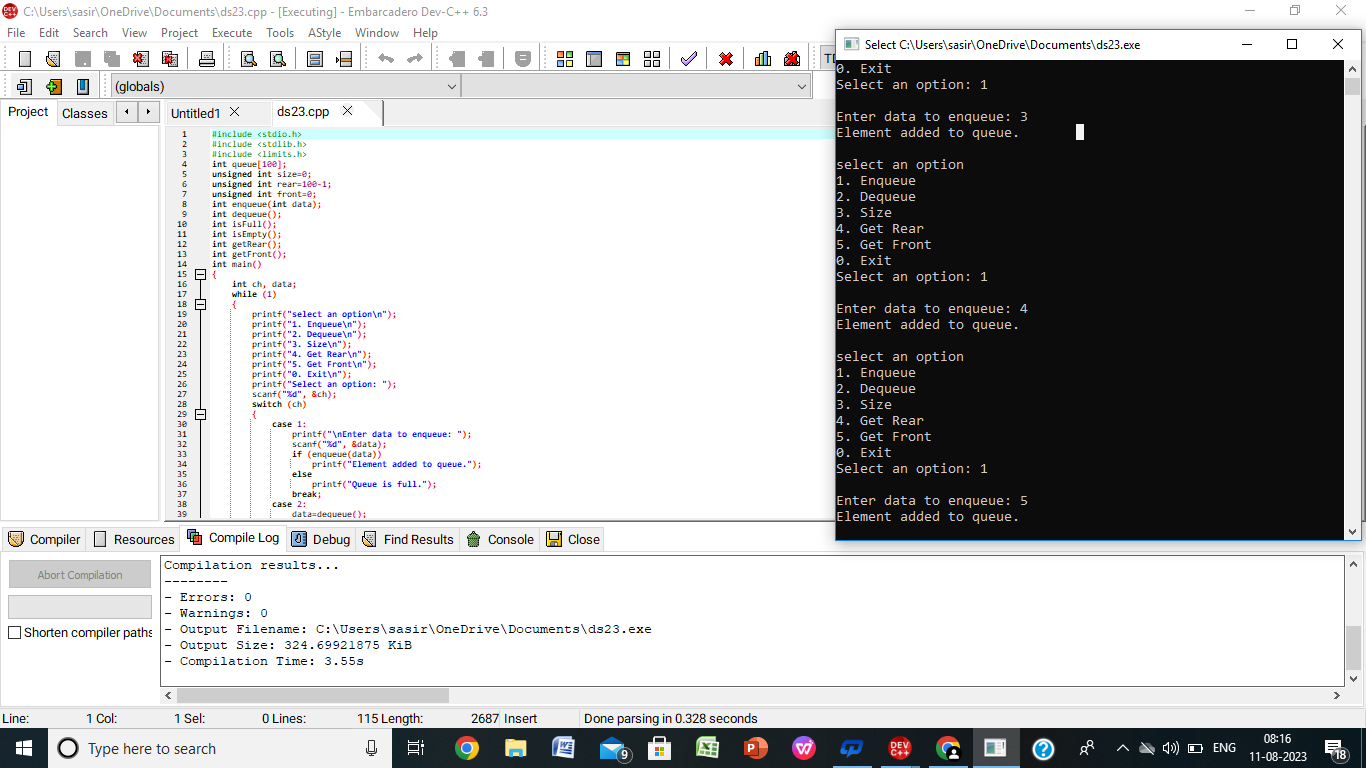 C:\Users\sasir\OneDrive\Documents\ds23.cpp - [Executing] - Embarcadero Dev-C++ 6.3
File Edit Search View Project Execute Tools AStyle Window Help
(globals)
Project Classes
Untitled1 ds23.cpp
1 #include <stdio.h>
2 #include <stdlib.h>
3 #include <limits.h>
4 int queue[100];
5 unsigned int size=0;
6 unsigned int rear=100-1;
7 unsigned int front=0;
8 int enqueue(int data);
9 int dequeue();
10 int isFull();
11 int isEmpty();
12 int getRear();
13 int getFront();
14 int main()
15 {
16 int ch, data;
17 while (1)
18 {
19 printf("select an option\n");
20 printf("1. Enqueue\n");
21 printf("2. Dequeue\n");
22 printf("3. Size\n");
23 printf("4. Get Rear\n");
24 printf("5. Get Front\n");
25 printf("0. Exit\n");
26 printf("Select an option: ");
27 scanf("%d", &ch);
28 switch (ch)
29 {
30 case 1:
31 printf("\nEnter data to enqueue: ");
32 scanf("%d", &data);
33 if (enqueue(data))
34 printf("Element added to queue.");
35 else
36 printf("Queue is full.");
37 break;
38 case 2:
39 data=dequeue();
Select C:\Users\sasir\OneDrive\Documents\ds23.exe
0. Exit
Select an option: 1
Enter data to enqueue: 3
Element added to queue.
select an option
1. Enqueue
2. Dequeue
3. Size
4. Get Rear
5. Get Front
0. Exit
Select an option: 1
Enter data to enqueue: 4
Element added to queue.
select an option
1. Enqueue
2. Dequeue
3. Size
4. Get Rear
5. Get Front
0. Exit
Select an option: 1
Enter data to enqueue: 5
Element added to queue.
Compiler Resources Compile Log Debug Find Results Console Close
Abort Compilation
Shorten compiler paths
Compilation results...
--------
- Errors: 0
- Warnings: 0
- Output Filename: C:\Users\sasir\OneDrive\Documents\ds23.exe
- Output Size: 324.69921875 KiB
- Compilation Time: 3.55s
Line: 1 Col: 1 Sel: 0 Lines: 115 Length: 2687 Insert Done parsing in 0.328 seconds
Type here to search
9
DEV C++
ENG
08:16
11-08-2023
18